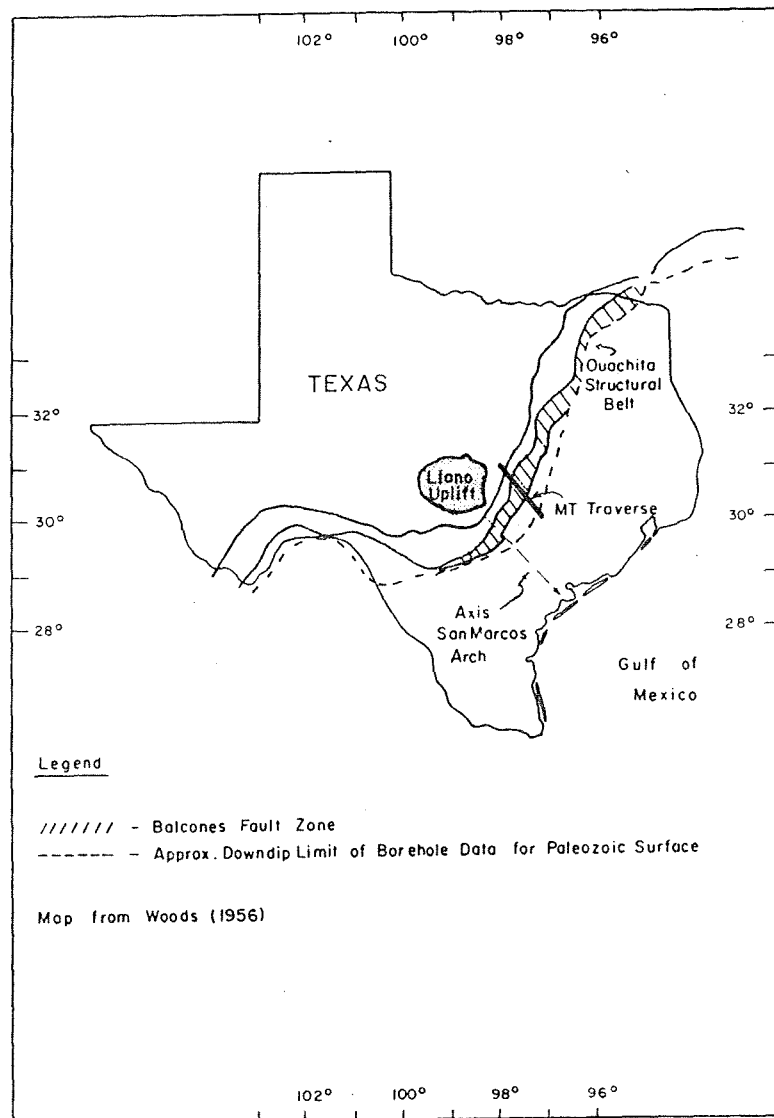 102° 100° 98° 96°
TEXAS
Ouachita
Structural
Belt
32° 32°
Llano
Uplift
MT Traverse
30° 30°
Axis
San Marcos
Arch
28° 28°
Gulf of
Mexico
Legend
/////// - Balcones Fault Zone
------ - Approx. Downdip Limit of Borehole Data for Paleozoic Surface
Map from Woods (1956)
102° 100° 98° 96°